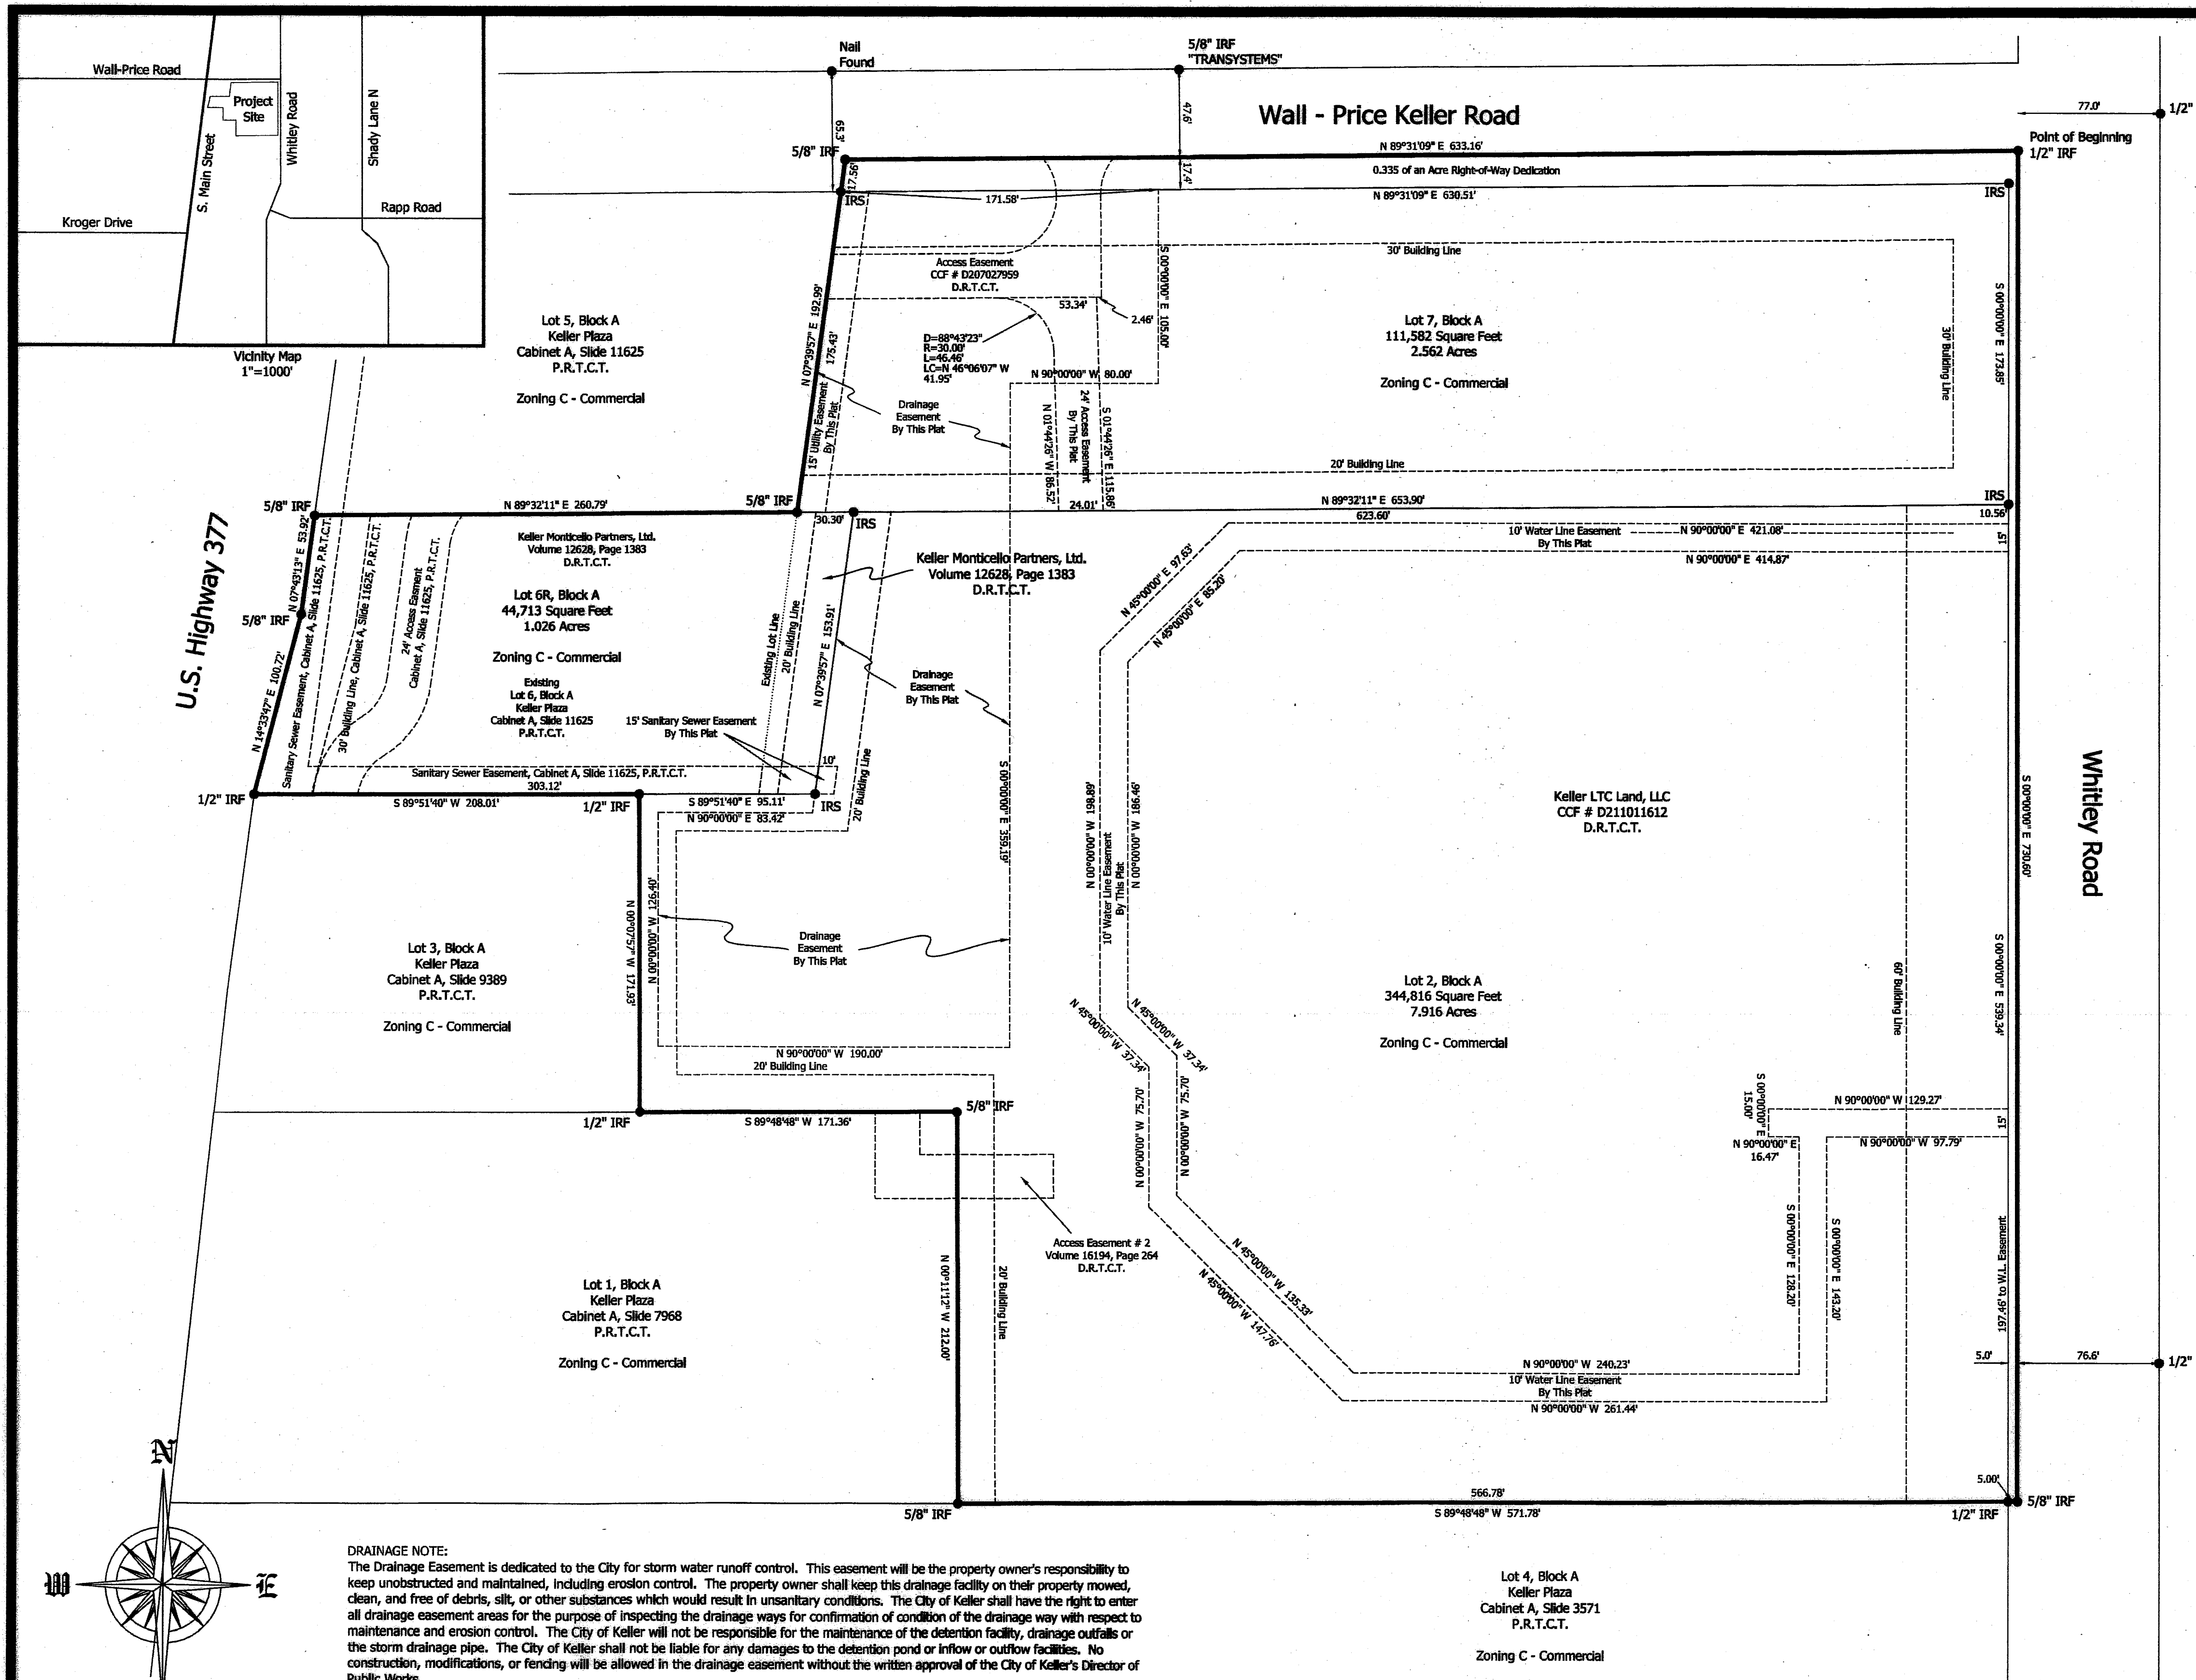 Wall-Price Road
S. Main Street
Project
Site
Whitley Road
Shady Lane N
Kroger Drive
Rapp Road
Vicinity Map
1"=1000'
Nail
Found
5/8" IRF
"TRANSYSTEMS"
65.3'
47.6'
Wall - Price Keller Road
77.0'
1/2"
Point of Beginning
1/2" IRF
5/8" IRF
17.56'
17.4'
N 89°31'09" E 633.16'
0.335 of an Acre Right-of-Way Dedication
IRS
171.58'
N 89°31'09" E 630.51'
IRS
30' Building Line
Access Easement
CCF # D207027959
D.R.T.C.T.
S 00°00'00" E 105.00'
53.34'
2.46'
D=88°43'23"
R=30.00'
L=46.46'
LC=N 46°06'07" W
41.95'
N 90°00'00" W 80.00'
Lot 5, Block A
Keller Plaza
Cabinet A, Slide 11625
P.R.T.C.T.
Zoning C - Commercial
N 07°39'57" E 192.99'
175.43'
15' Utility Easement
By This Plat
Drainage
Easement
By This Plat
N 01°44'26" W 86.52'
24' Access Easement
By This Plat
S 01°44'26" E 115.86'
Lot 7, Block A
111,582 Square Feet
2.562 Acres
Zoning C - Commercial
30' Building Line
S 00°00'00" E 173.85'
20' Building Line
5/8" IRF
N 89°32'11" E 260.79'
5/8" IRF
30.30'
IRS
24.01'
N 89°32'11" E 653.90'
623.60'
IRS
10.56'
15'
U.S. Highway 377
N 07°43'13" E 53.92'
5/8" IRF
N 14°33'47" E 100.72'
Sanitary Sewer Easement, Cabinet A, Slide 11625, P.R.T.C.T.
30' Building Line, Cabinet A, Slide 11625, P.R.T.C.T.
24' Access Easment
Cabinet A, Slide 11625, P.R.T.C.T.
Keller Monticello Partners, Ltd.
Volume 12628, Page 1383
D.R.T.C.T.
Lot 6R, Block A
44,713 Square Feet
1.026 Acres
Zoning C - Commercial
Existing
Lot 6, Block A
Keller Plaza
Cabinet A, Slide 11625
P.R.T.C.T.
15' Sanitary Sewer Easement
By This Plat
Existing Lot Line
20' Building Line
N 07°39'57" E 153.91'
Keller Monticello Partners, Ltd.
Volume 12628, Page 1383
D.R.T.C.T.
Drainage
Easement
By This Plat
10'
20' Building Line
Sanitary Sewer Easement, Cabinet A, Slide 11625, P.R.T.C.T.
303.12'
1/2" IRF
S 89°51'40" W 208.01'
1/2" IRF
S 89°51'40" E 95.11'
IRS
N 90°00'00" E 83.42'
10' Water Line Easement
By This Plat
N 90°00'00" E 421.08'
N 90°00'00" E 414.87'
N 45°00'00" E 97.63'
N 45°00'00" E 85.20'
S 00°00'00" E 359.19'
N 00°00'00" W 198.89'
10' Water Line Easement
By This Plat
N 00°00'00" W 186.46'
Keller LTC Land, LLC
CCF # D211011612
D.R.T.C.T.
S 00°00'00" E 730.60'
Whitley Road
Lot 3, Block A
Keller Plaza
Cabinet A, Slide 9389
P.R.T.C.T.
Zoning C - Commercial
N 00°07'57" W 171.93'
N 00°00'00" W 126.40'
Drainage
Easement
By This Plat
N 90°00'00" W 190.00'
20' Building Line
Lot 2, Block A
344,816 Square Feet
7.916 Acres
Zoning C - Commercial
60' Building Line
S 00°00'00" E 539.34'
N 45°00'00" W 37.34'
N 45°00'00" W 37.34'
N 00°00'00" W 75.70'
N 00°00'00" W 75.70'
S 00°00'00" E
15.00'
N 90°00'00" W 129.27'
15'
N 90°00'00" E
16.47'
N 90°00'00" W 97.79'
1/2" IRF
S 89°48'48" W 171.36'
5/8" IRF
Access Easement # 2
Volume 16194, Page 264
D.R.T.C.T.
N 00°11'12" W 212.00'
20' Building Line
N 45°00'00" W 135.33'
N 45°00'00" W 147.76'
S 00°00'00" E 128.20'
S 00°00'00" E 143.20'
197.46' to W.L. Easement
Lot 1, Block A
Keller Plaza
Cabinet A, Slide 7968
P.R.T.C.T.
Zoning C - Commercial
N 90°00'00" W 240.23'
10' Water Line Easement
By This Plat
N 90°00'00" W 261.44'
5.0'
76.6'
1/2"
5.00'
5/8" IRF
566.78'
S 89°48'48" W 571.78'
1/2" IRF
5/8" IRF
N
W
E
DRAINAGE NOTE:
The Drainage Easement is dedicated to the City for storm water runoff control. This easement will be the property owner's responsibility to
keep unobstructed and maintained, including erosion control. The property owner shall keep this drainage facility on their property mowed,
clean, and free of debris, silt, or other substances which would result in unsanitary conditions. The City of Keller shall have the right to enter
all drainage easement areas for the purpose of inspecting the drainage ways for confirmation of condition of the drainage way with respect to
maintenance and erosion control. The City of Keller will not be responsible for the maintenance of the detention facility, drainage outfalls or
the storm drainage pipe. The City of Keller shall not be liable for any damages to the detention pond or inflow or outflow facilities. No
construction, modifications, or fencing will be allowed in the drainage easement without the written approval of the City of Keller's Director of
Public Works
Lot 4, Block A
Keller Plaza
Cabinet A, Slide 3571
P.R.T.C.T.
Zoning C - Commercial